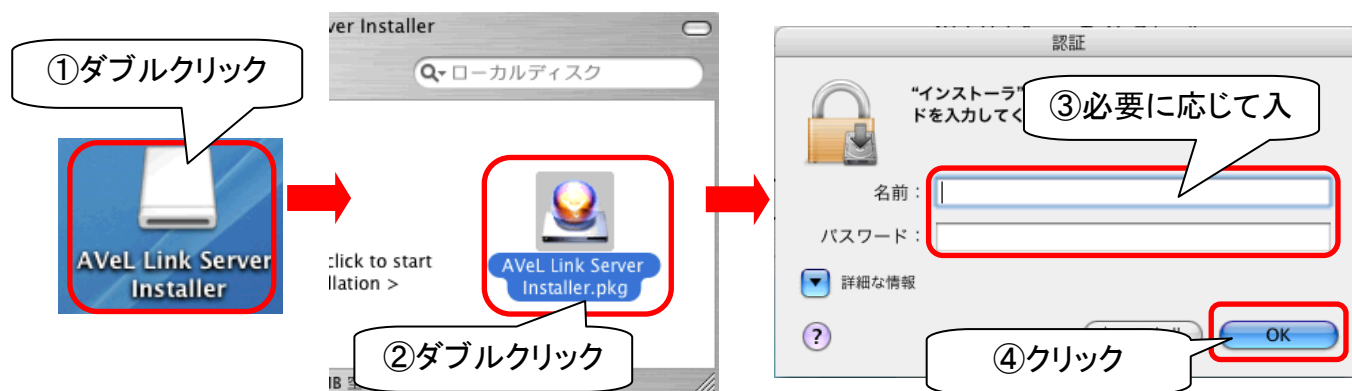 ①ダブルクリック
AVeL Link Server
Installer
ver Installer
ローカルディスク
click to start
llation >
AVeL Link Server
Installer.pkg
②ダブルクリック
認証
“インストーラ”
ドを入力してく
③必要に応じて入
名前：
パスワード：
詳細な情報
?
OK
④クリック